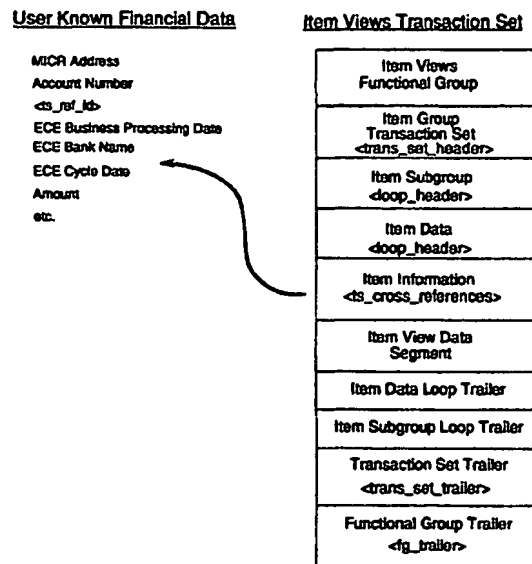 User Known Financial Data
MICR Address
Account Number
<ts_ref_id>
ECE Business Processing Date
ECE Bank Name
ECE Cycle Date
Amount
etc.
Item Views Transaction Set
Item Views
Functional Group
Item Group
Transaction Set
<trans_set_header>
Item Subgroup
<loop_header>
Item Data
<loop_header>
Item Information
<ts_cross_references>
Item View Data
Segment
Item Data Loop Trailer
Item Subgroup Loop Trailer
Transaction Set Trailer
<trans_set_trailer>
Functional Group Trailer
<fg_trailer>